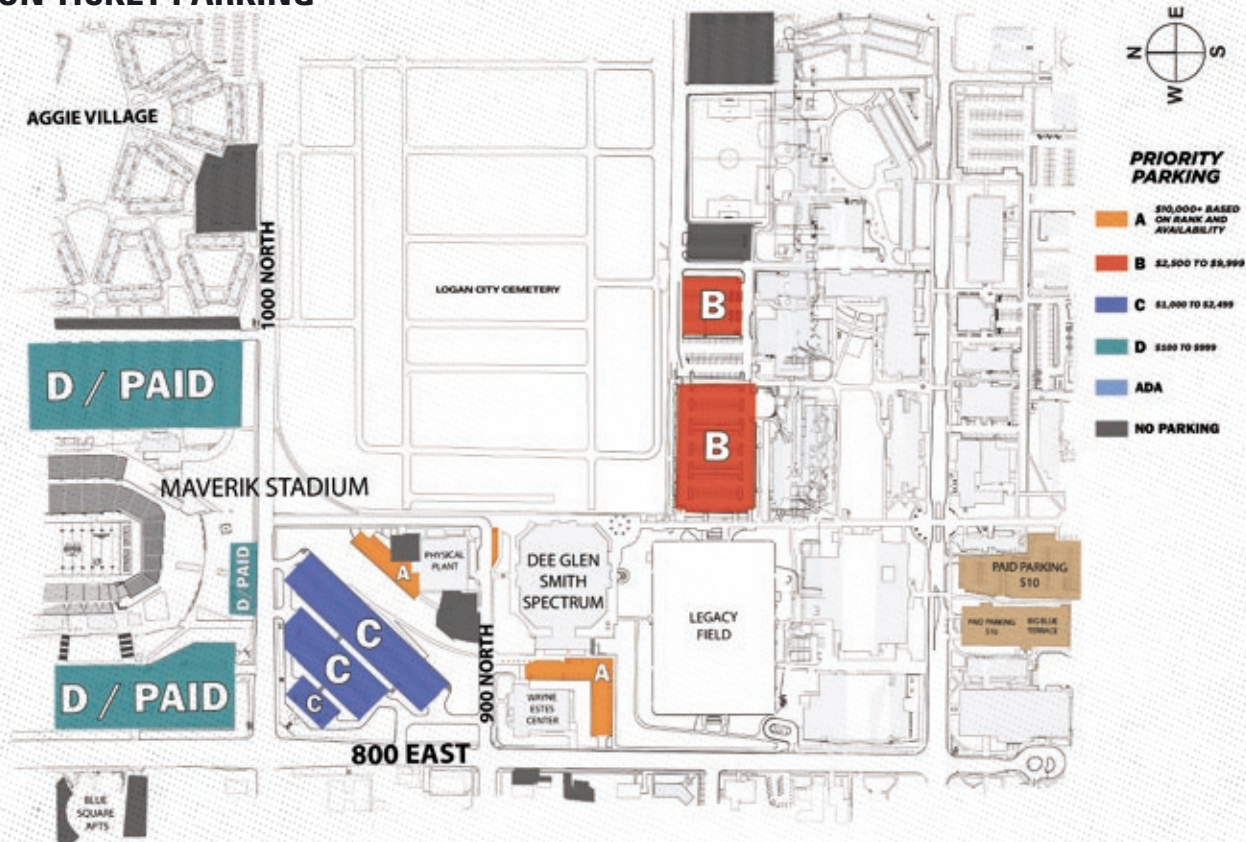 ON TICKET PARKING
E
N
S
W
AGGIE VILLAGE
1000 NORTH
LOGAN CITY CEMETERY
PRIORITY
PARKING
A $10,000+ BASED
ON RANK AND
AVAILABILITY
B $2,500 TO $9,999
C $1,000 TO $2,499
D $100 TO $999
ADA
NO PARKING
B
B
D / PAID
MAVERIK STADIUM
D/PAID
D / PAID
A
PHYSICAL
PLANT
C
C
C
900 NORTH
DEE GLEN
SMITH
SPECTRUM
A
WAYNE
ESTES
CENTER
LEGACY
FIELD
PAID PARKING
$10
PAID PARKING
$10
BIG BLUE
TERRACE
800 EAST
BLUE
SQUARE
APTS